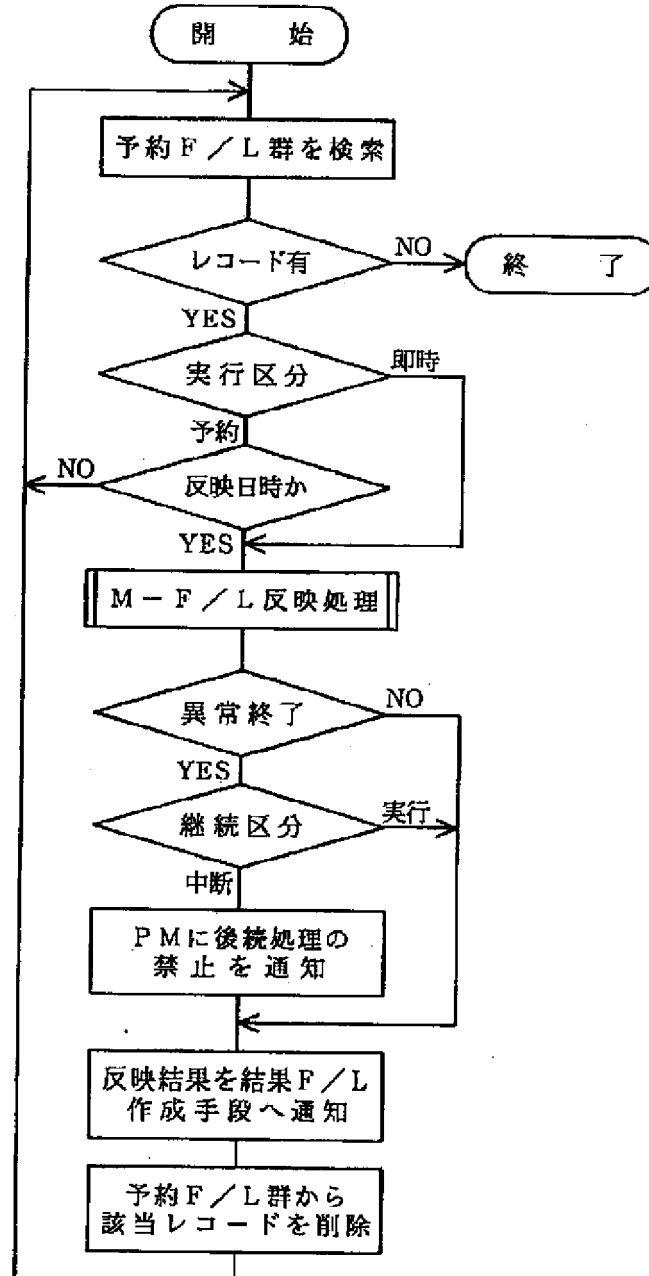 開 始
予約F/L群を検索
レコード有
NO
終 了
YES
実行区分
即時
予約
NO
反映日時か
YES
M-F/L反映処理
異常終了
NO
YES
継続区分
実行
中断
PMに後続処理の
禁止を通知
反映結果を結果F/L
作成手段へ通知
予約F/L群から
該当レコードを削除